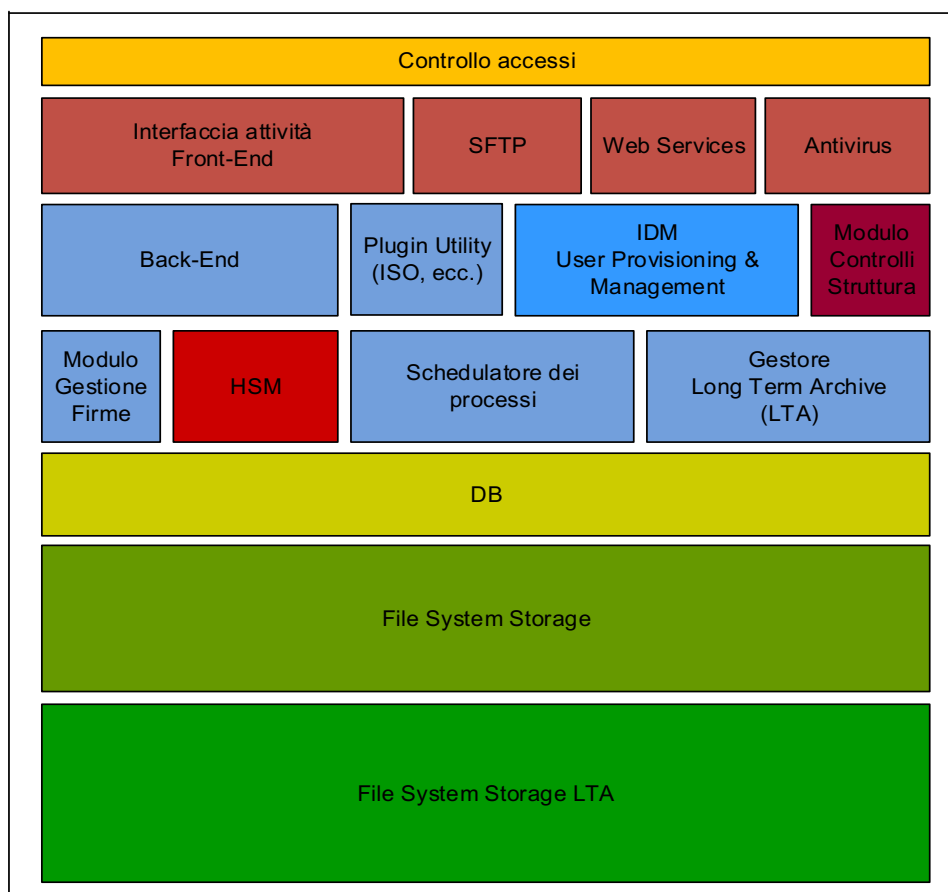 Controllo accessi
Interfaccia attività
Front-End
SFTP
Web Services
Antivirus
Back-End
Plugin Utility
(ISO, ecc.)
IDM
User Provisioning &
Management
Modulo
Controlli
Struttura
Modulo
Gestione
Firme
HSM
Schedulatore dei
processi
Gestore
Long Term Archive
(LTA)
DB
File System Storage
File System Storage LTA